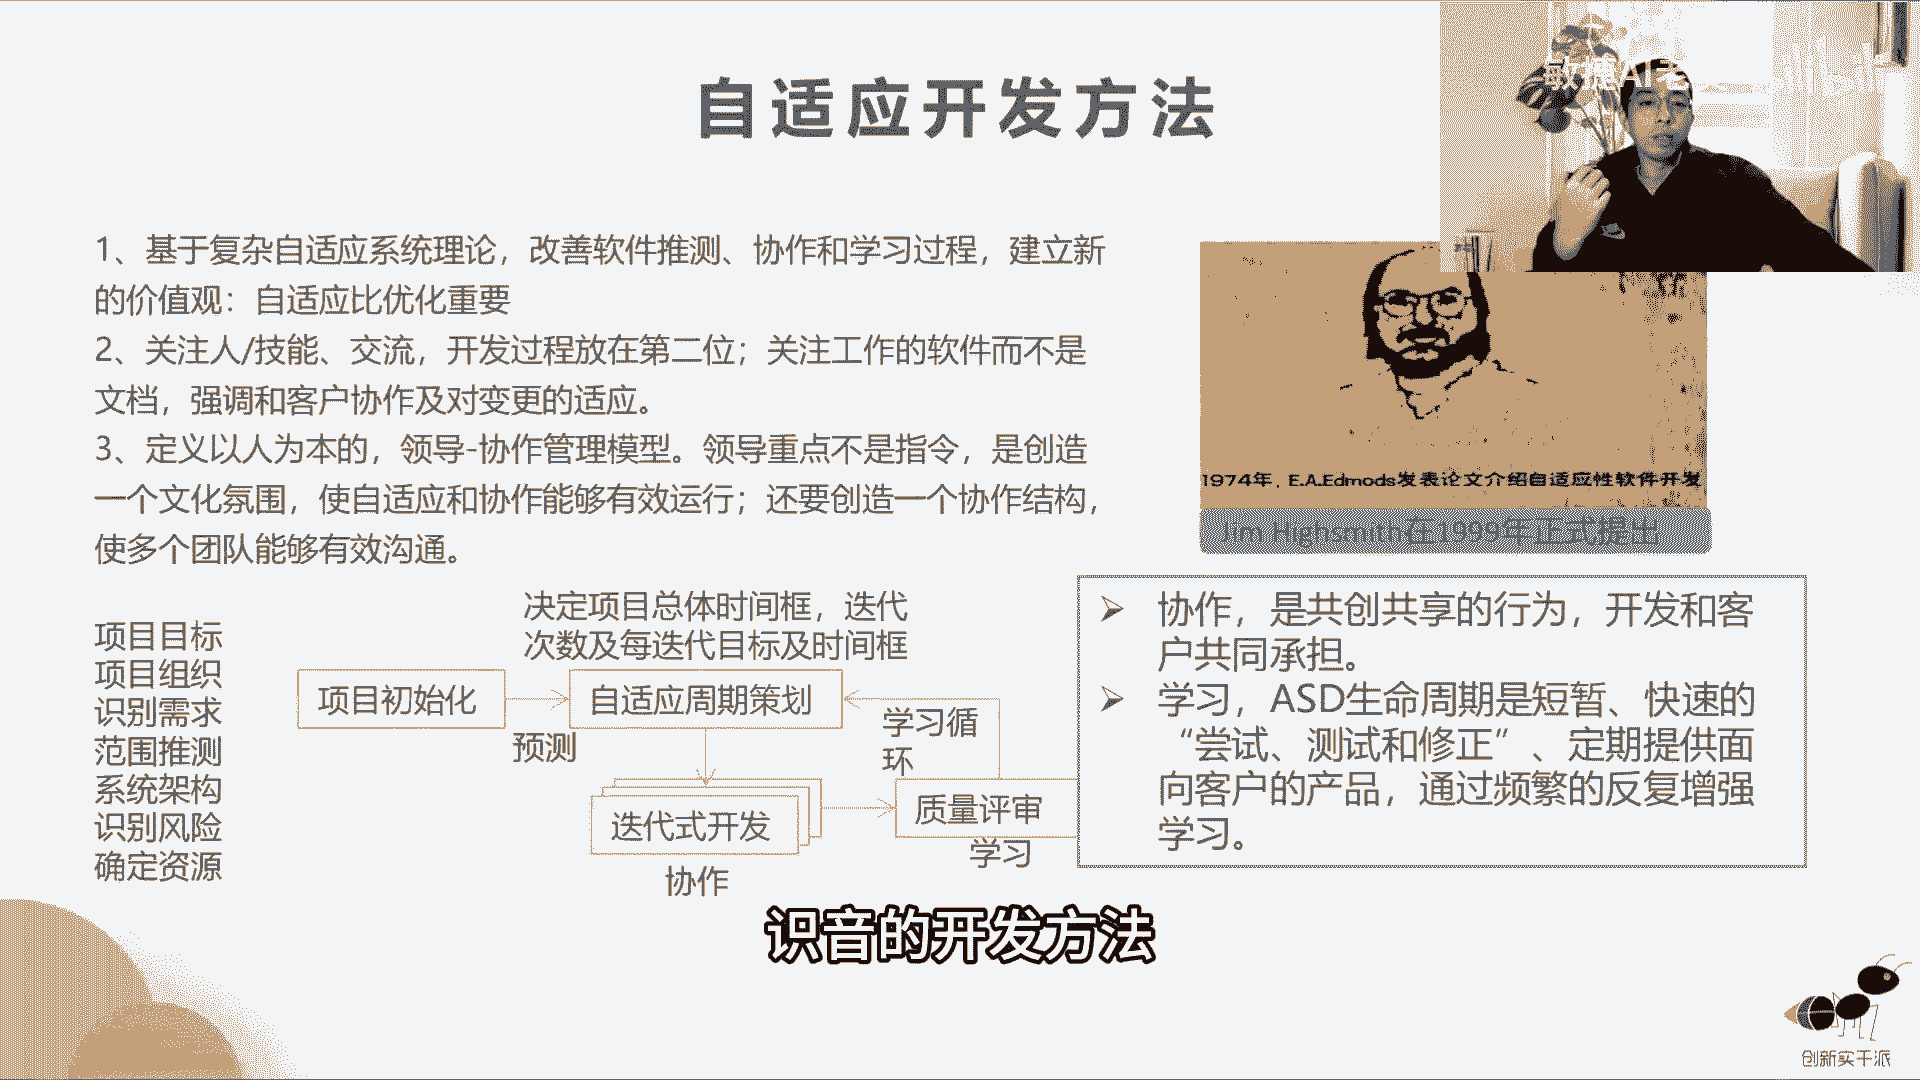 自适应开发方法
敏捷AI老
1、基于复杂自适应系统理论，改善软件推测、协作和学习过程，建立新
的价值观：自适应比优化重要
2、关注人/技能、交流，开发过程放在第二位；关注工作的软件而不是
文档，强调和客户协作及对变更的适应。
3、定义以人为本的，领导-协作管理模型。领导重点不是指令，是创造
一个文化氛围，使自适应和协作能够有效运行；还要创造一个协作结构，
使多个团队能够有效沟通。
1974年，E.A.Edmods发表论文介绍自适应性软件开发
Jim Highsmith在1999年正式提出
项目目标
项目组织
识别需求
范围推测
系统架构
识别风险
确定资源
决定项目总体时间框，迭代
次数及每迭代目标及时间框
项目初始化
自适应周期策划
预测
学习循
环
迭代式开发
质量评审
学习
协作
➢ 协作，是共创共享的行为，开发和客
户共同承担。
➢ 学习，ASD生命周期是短暂、快速的
“尝试、测试和修正”、定期提供面
向客户的产品，通过频繁的反复增强
学习。
识音的开发方法
创新实干派